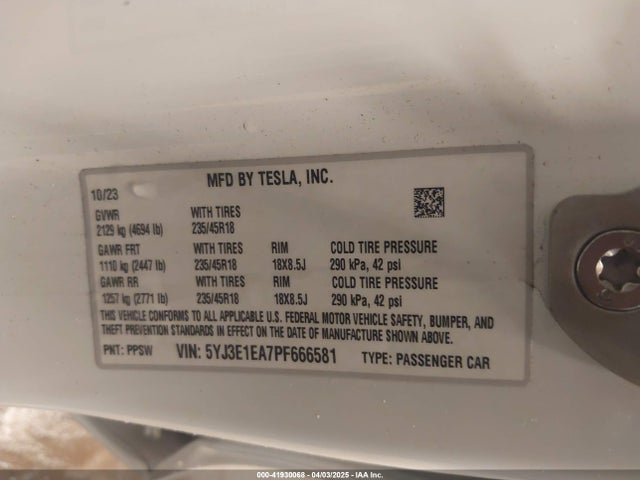 MFD BY TESLA, INC.
10/23
GVWR WITH TIRES
2129 kg (4694 lb) 235/45R18
GAWR FRT WITH TIRES RIM COLD TIRE PRESSURE
1110 kg (2447 lb) 235/45R18 18X8.5J 290 kPa, 42 psi
GAWR RR WITH TIRES RIM COLD TIRE PRESSURE
1257 kg (2771 lb) 235/45R18 18X8.5J 290 kPa, 42 psi
THIS VEHICLE CONFORMS TO ALL APPLICABLE U.S. FEDERAL MOTOR VEHICLE SAFETY, BUMPER, AND
THEFT PREVENTION STANDARDS IN EFFECT ON THE DATE OF MANUFACTURE SHOWN ABOVE.
PNT: PPSW VIN: 5YJ3E1EA7PF666581 TYPE: PASSENGER CAR
000-41930068 - 04/03/2025 - IAA Inc.